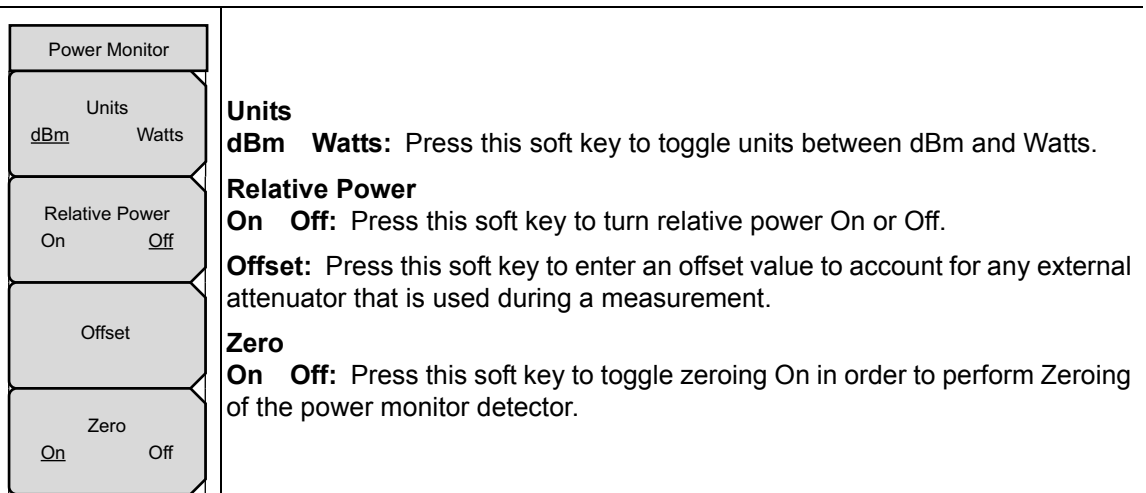 Power Monitor
Units
dBm Watts
Relative Power
On Off
Offset
Zero
On Off
Units
dBm Watts: Press this soft key to toggle units between dBm and Watts.
Relative Power
On Off: Press this soft key to turn relative power On or Off.
Offset: Press this soft key to enter an offset value to account for any external
attenuator that is used during a measurement.
Zero
On Off: Press this soft key to toggle zeroing On in order to perform Zeroing
of the power monitor detector.